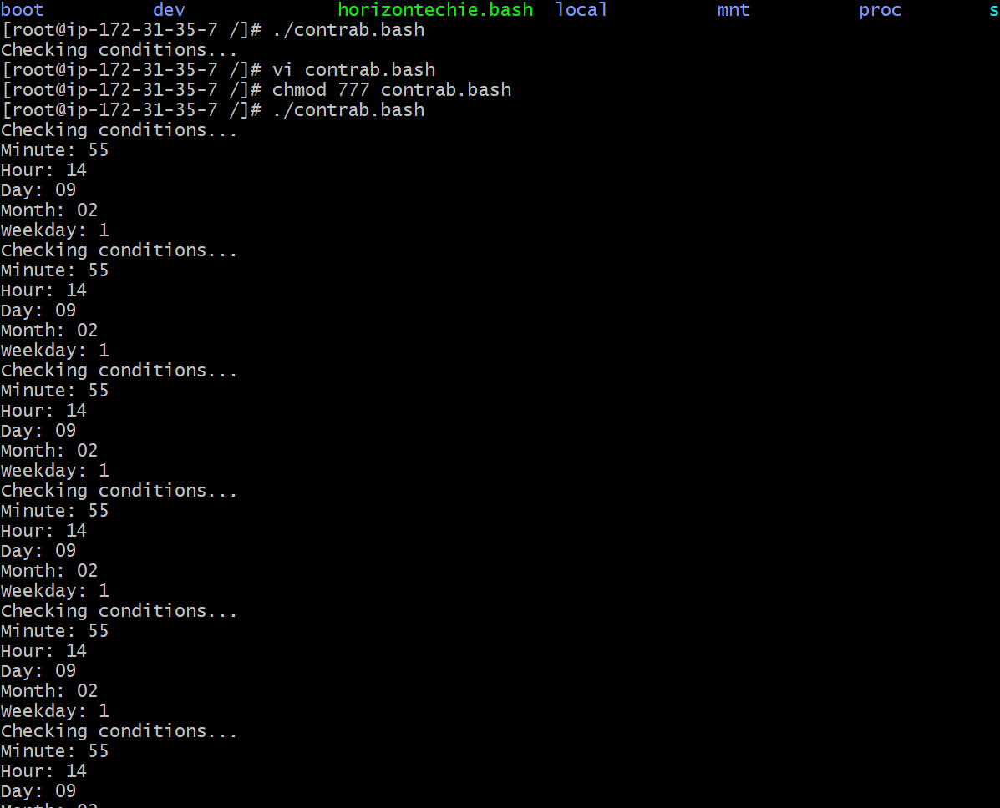 boot dev horizontechie.bash local mnt proc s
[root@ip-172-31-35-7 /]# ./contrab.bash
Checking conditions...
[root@ip-172-31-35-7 /]# vi contrab.bash
[root@ip-172-31-35-7 /]# chmod 777 contrab.bash
[root@ip-172-31-35-7 /]# ./contrab.bash
Checking conditions...
Minute: 55
Hour: 14
Day: 09
Month: 02
Weekday: 1
Checking conditions...
Minute: 55
Hour: 14
Day: 09
Month: 02
Weekday: 1
Checking conditions...
Minute: 55
Hour: 14
Day: 09
Month: 02
Weekday: 1
Checking conditions...
Minute: 55
Hour: 14
Day: 09
Month: 02
Weekday: 1
Checking conditions...
Minute: 55
Hour: 14
Day: 09
Month: 02
Weekday: 1
Checking conditions...
Minute: 55
Hour: 14
Day: 09
Month: 02